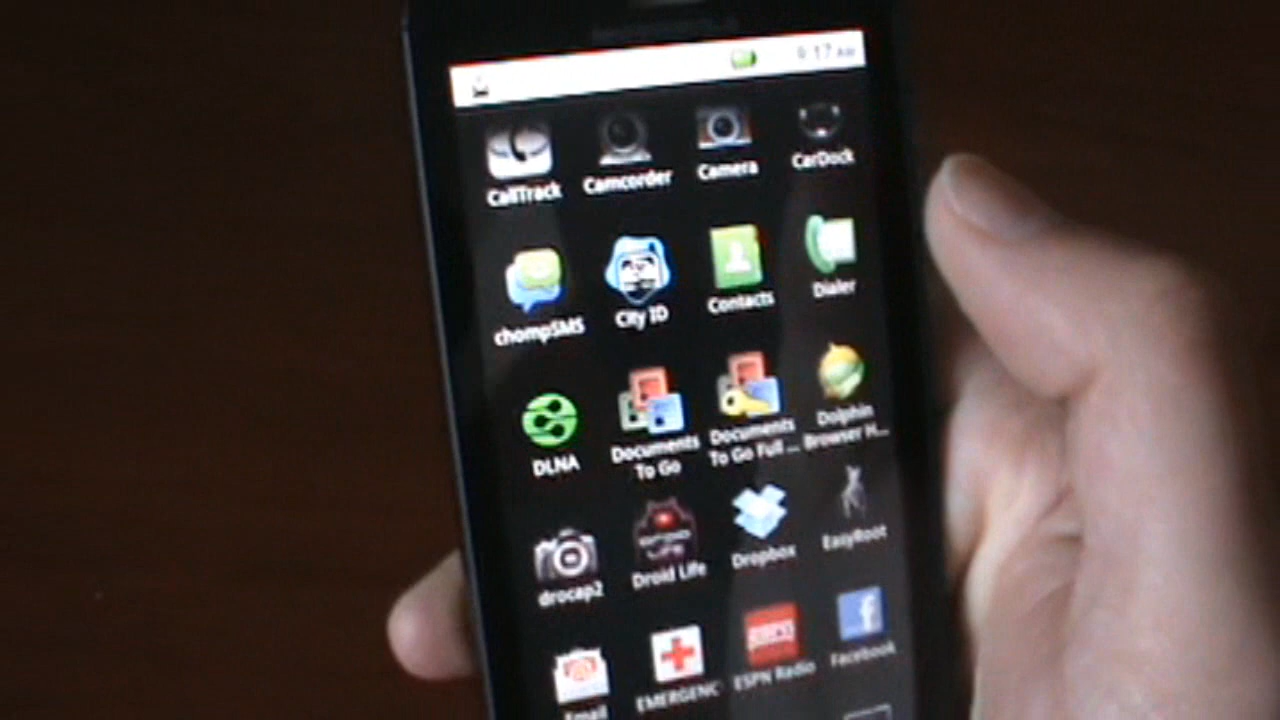 9:17 AM
CallTrack
Camcorder
Camera
CarDock
chompSMS
City ID
Contacts
Dialer
DLNA
Documents
To Go
Documents
To Go Full ...
Dolphin
Browser H...
drocap2
Droid Life
Dropbox
EasyRoot
Email
EMERGENC
ESPN Radio
Facebook